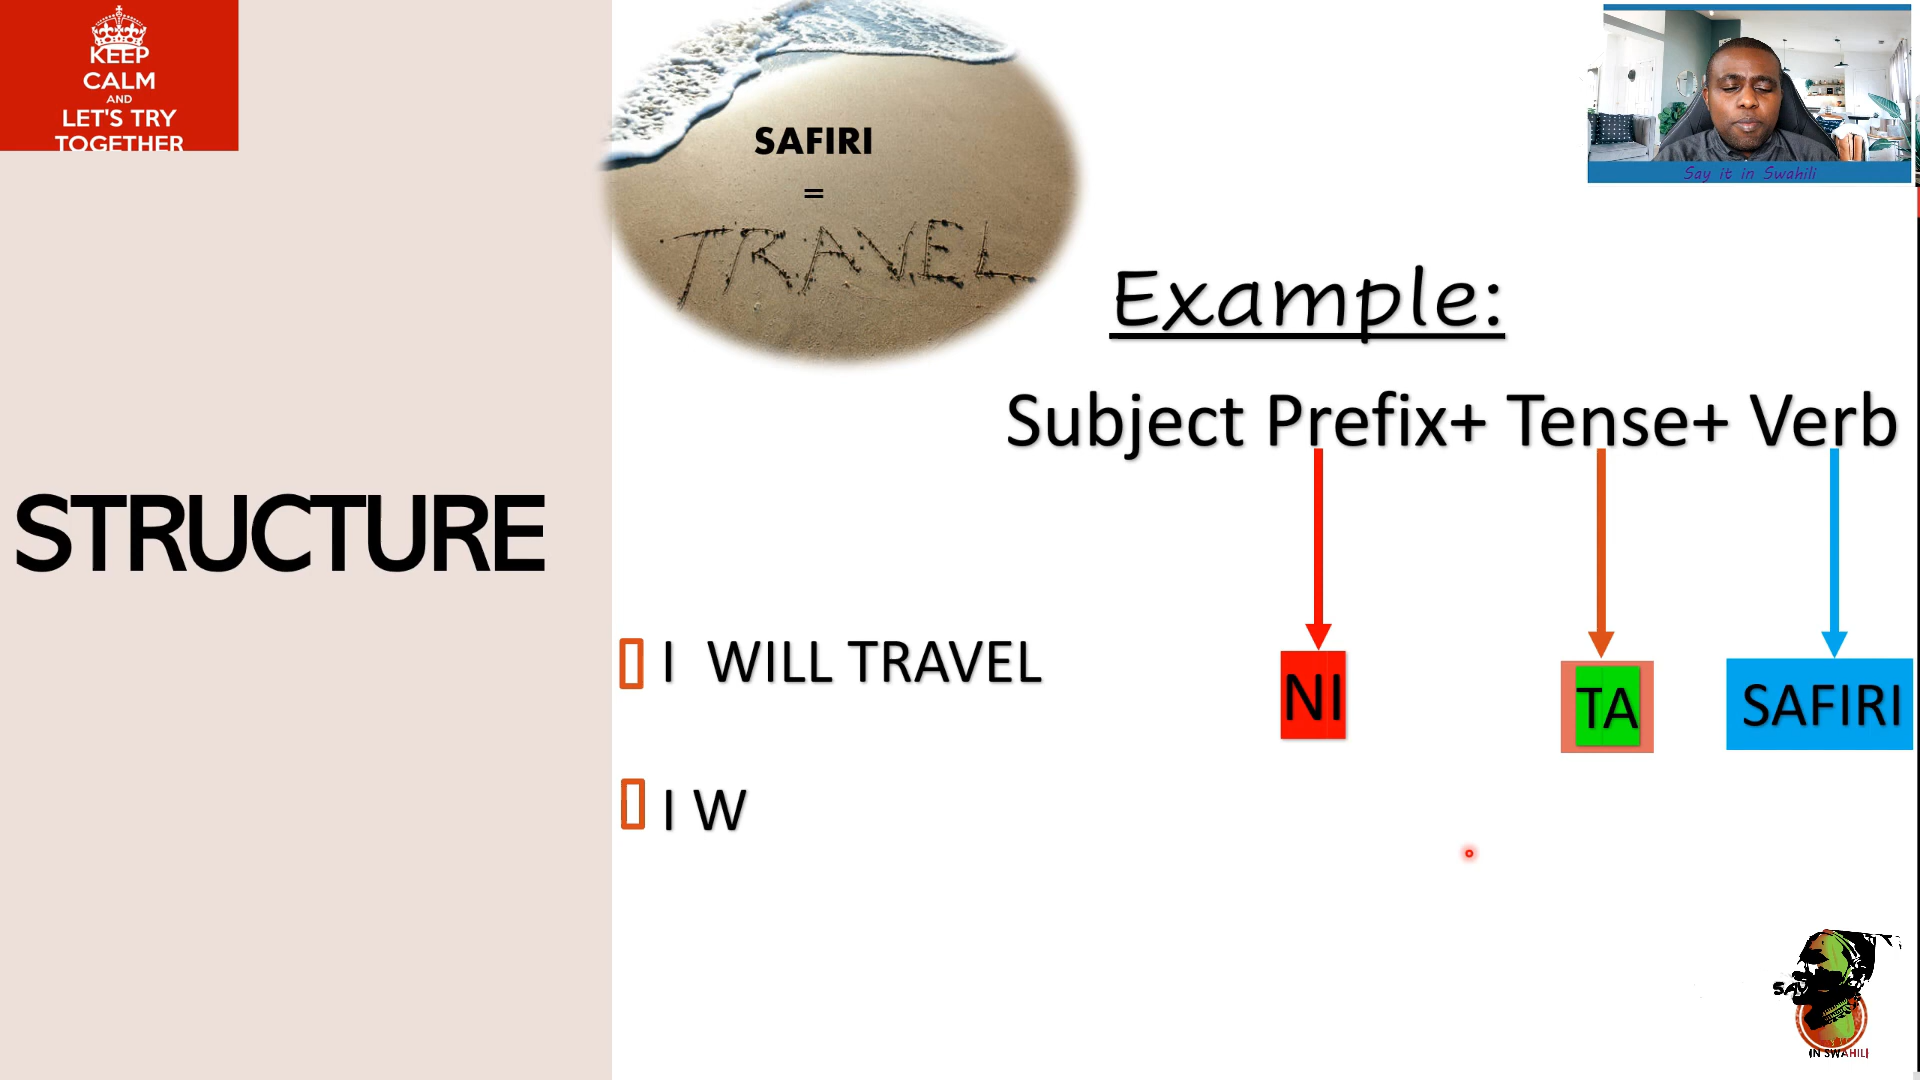 KEEP
CALM
AND
LET'S TRY
TOGETHER
SAFIRI
=
TRAVEL
Say it in Swahili
Example:
Subject Prefix+ Tense+ Verb
STRUCTURE
I WILL TRAVEL
NI
TA
SAFIRI
I W
SAY
IN SWAHILI